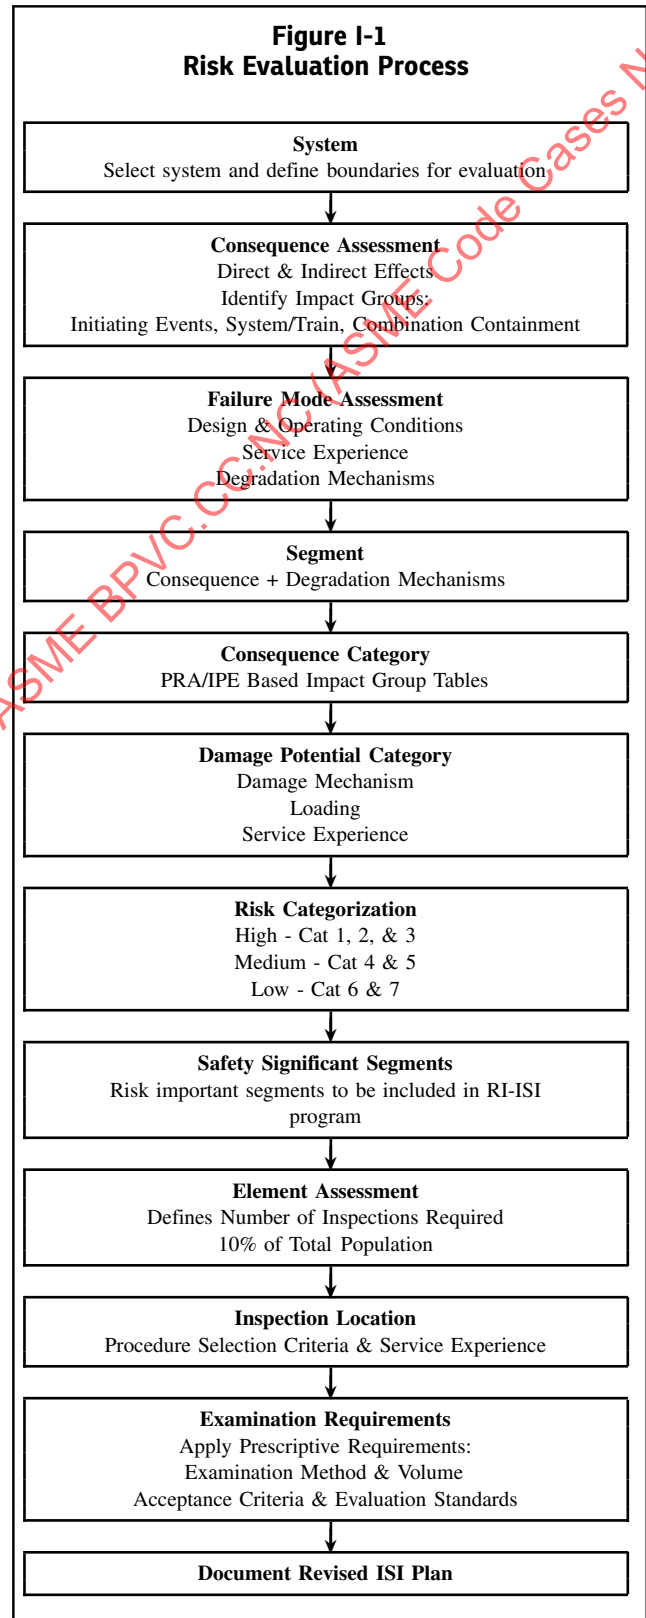 Figure I-1
Risk Evaluation Process
System
Select system and define boundaries for evaluation
Consequence Assessment
Direct & Indirect Effects
Identify Impact Groups:
Initiating Events, System/Train, Combination Containment
Failure Mode Assessment
Design & Operating Conditions
Service Experience
Degradation Mechanisms
Segment
Consequence + Degradation Mechanisms
Consequence Category
PRA/IPE Based Impact Group Tables
Damage Potential Category
Damage Mechanism
Loading
Service Experience
Risk Categorization
High - Cat 1, 2, & 3
Medium - Cat 4 & 5
Low - Cat 6 & 7
Safety Significant Segments
Risk important segments to be included in RI-ISI
program
Element Assessment
Defines Number of Inspections Required
10% of Total Population
Inspection Location
Procedure Selection Criteria & Service Experience
Examination Requirements
Apply Prescriptive Requirements:
Examination Method & Volume
Acceptance Criteria & Evaluation Standards
Document Revised ISI Plan
ASME BPVC.CC.NC (ASME Code Cases N